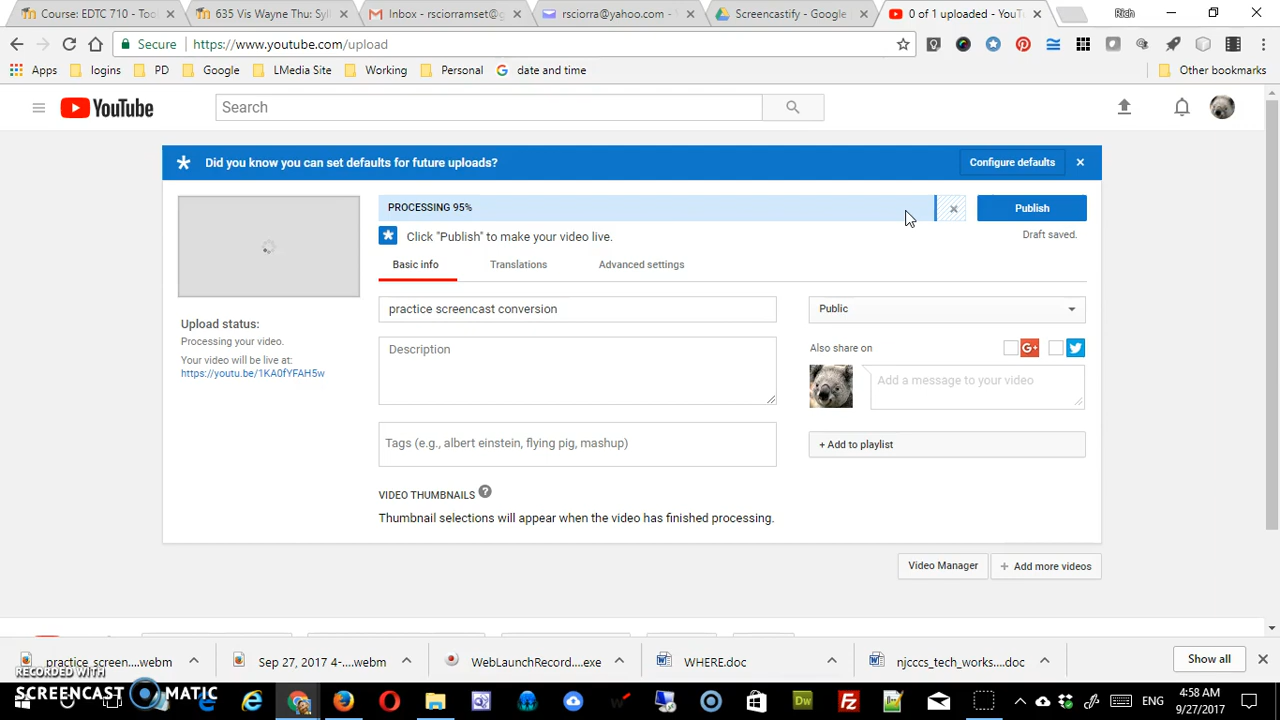 Course: EDTC 710 - Too
635 Vis Wayne Thu: Syl
Inbox - rsciorramset@g
rsciorra@yahoo.com - Y
Screencastify - Google
0 of 1 uploaded - YouT
Rich
Secure
https://www.youtube.com/upload
Apps
logins
PD
Google
LMedia Site
Working
Personal
date and time
Other bookmarks
YouTube
Search
Did you know you can set defaults for future uploads?
Configure defaults
PROCESSING 95%
Publish
Click "Publish" to make your video live.
Draft saved.
Basic info
Translations
Advanced settings
practice screencast conversion
Public
Upload status:
Processing your video.
Your video will be live at:
https://youtu.be/1KA0fYFAH5w
Description
Also share on
G+
Add a message to your video
Tags (e.g., albert einstein, flying pig, mashup)
+ Add to playlist
VIDEO THUMBNAILS ?
Thumbnail selections will appear when the video has finished processing.
Video Manager
+ Add more videos
practice_screen....webm
Sep 27, 2017 4-....webm
WebLaunchRecord....exe
WHERE.doc
njcccs_tech_works....doc
Show all
RECORDED WITH
SCREENCAST MATIC
Dw
FZ
ENG
4:58 AM
9/27/2017